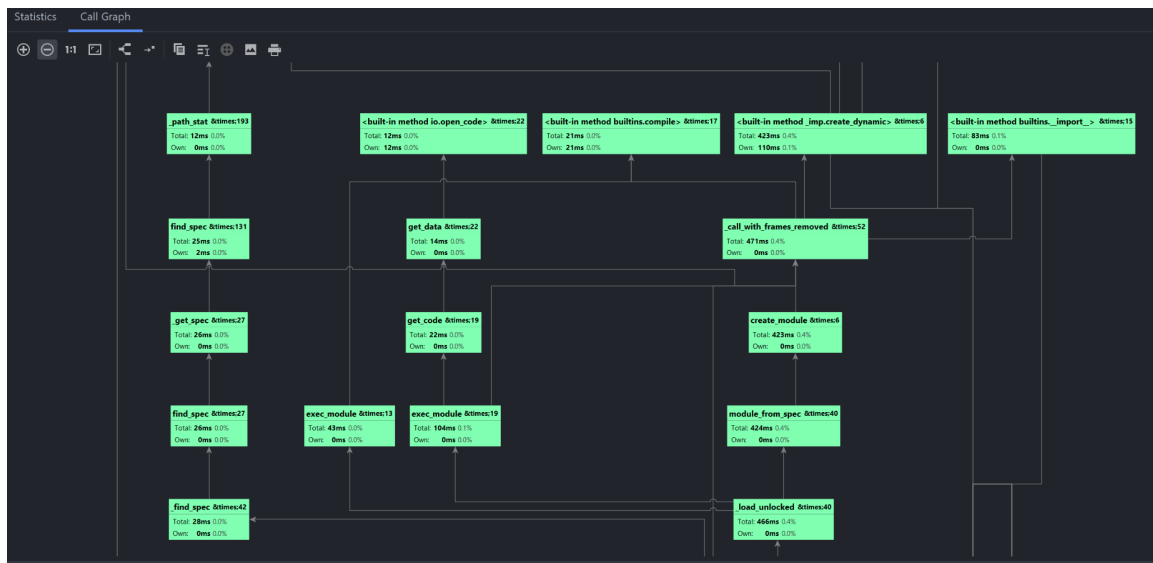 Statistics Call Graph
1:1
_path_stat &times;193
Total: 12ms 0.0%
Own: 0ms 0.0%
<built-in method io.open_code> &times;22
Total: 12ms 0.0%
Own: 12ms 0.0%
<built-in method builtins.compile> &times;17
Total: 21ms 0.0%
Own: 21ms 0.0%
<built-in method _imp.create_dynamic> &times;6
Total: 423ms 0.4%
Own: 110ms 0.1%
<built-in method builtins.__import__> &times;15
Total: 83ms 0.1%
Own: 0ms 0.0%
find_spec &times;131
Total: 25ms 0.0%
Own: 2ms 0.0%
get_data &times;22
Total: 14ms 0.0%
Own: 0ms 0.0%
_call_with_frames_removed &times;52
Total: 471ms 0.4%
Own: 0ms 0.0%
_get_spec &times;27
Total: 26ms 0.0%
Own: 0ms 0.0%
get_code &times;19
Total: 22ms 0.0%
Own: 0ms 0.0%
create_module &times;6
Total: 423ms 0.4%
Own: 0ms 0.0%
find_spec &times;27
Total: 26ms 0.0%
Own: 0ms 0.0%
exec_module &times;13
Total: 43ms 0.0%
Own: 0ms 0.0%
exec_module &times;19
Total: 104ms 0.1%
Own: 0ms 0.0%
module_from_spec &times;40
Total: 424ms 0.4%
Own: 0ms 0.0%
_find_spec &times;42
Total: 28ms 0.0%
Own: 0ms 0.0%
_load_unlocked &times;40
Total: 466ms 0.4%
Own: 0ms 0.0%